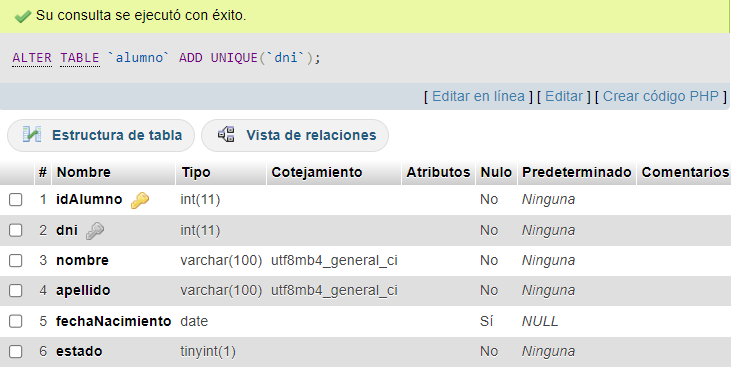 Su consulta se ejecutó con éxito.
ALTER TABLE `alumno` ADD UNIQUE(`dni`);
[ Editar en línea ] [ Editar ] [ Crear código PHP ]
Estructura de tabla Vista de relaciones
# Nombre Tipo Cotejamiento Atributos Nulo Predeterminado Comentarios
1 idAlumno int(11) No Ninguna
2 dni int(11) No Ninguna
3 nombre varchar(100) utf8mb4_general_ci No Ninguna
4 apellido varchar(100) utf8mb4_general_ci No Ninguna
5 fechaNacimiento date Sí NULL
6 estado tinyint(1) No Ninguna